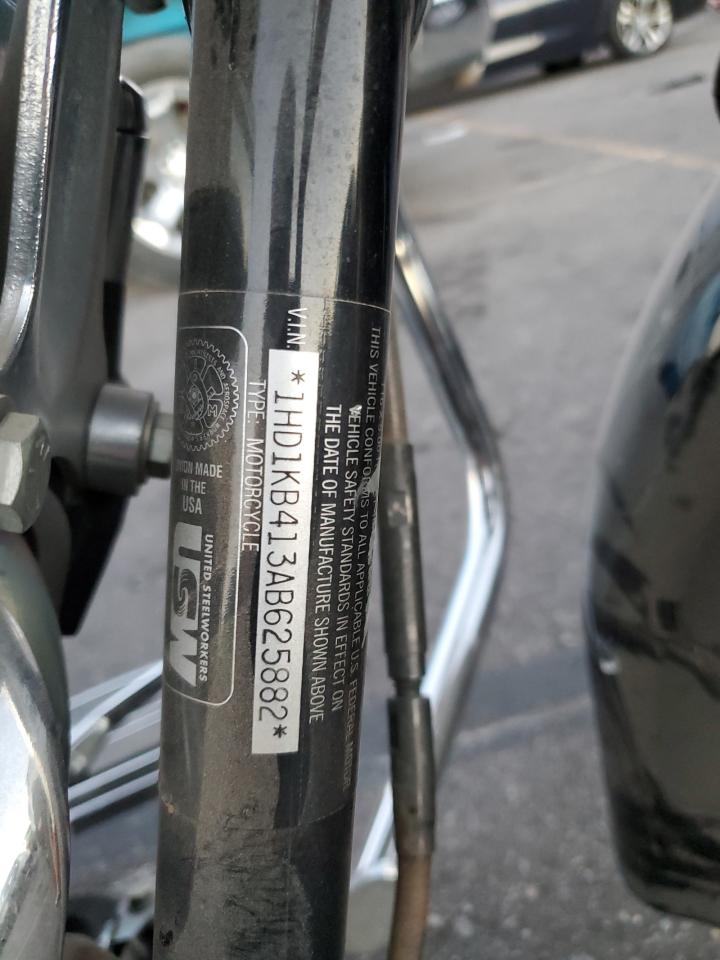 THIS VEHICLE CONFORMS TO ALL APPLICABLE U.S. FEDERAL MOTOR
VEHICLE SAFETY STANDARDS IN EFFECT ON
THE DATE OF MANUFACTURE SHOWN ABOVE
V.I.N.
*1HD1KB413AB625882*
TYPE: MOTORCYCLE
UNION MADE
IN THE
USA
UNITED STEELWORKERS
USW